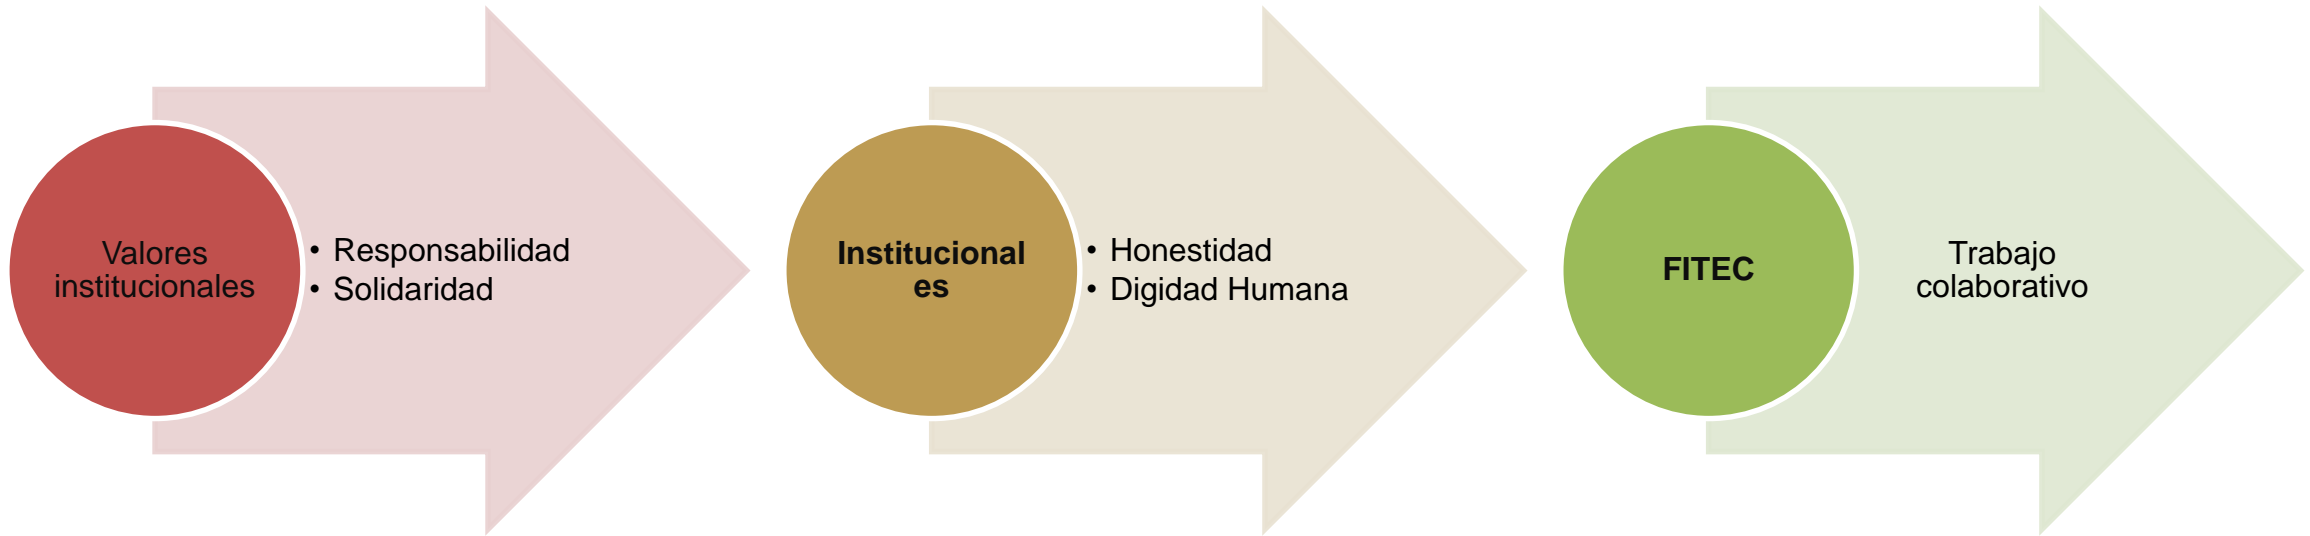 Valores
institucionales
• Responsabilidad
• Solidaridad
Institucional
es
• Honestidad
• Digidad Humana
FITEC
Trabajo
colaborativo